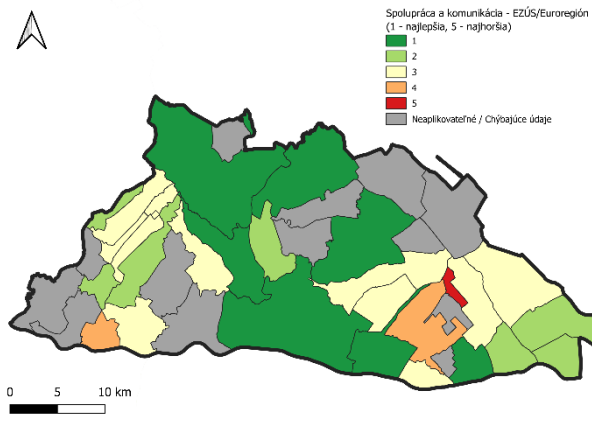 Spolupráca a komunikácia - EZÚS/Euroregión
(1 - najlepšia, 5 - najhoršia)
1
2
3
4
5
Neaplikovateľné / Chýbajúce údaje
0 5 10 km